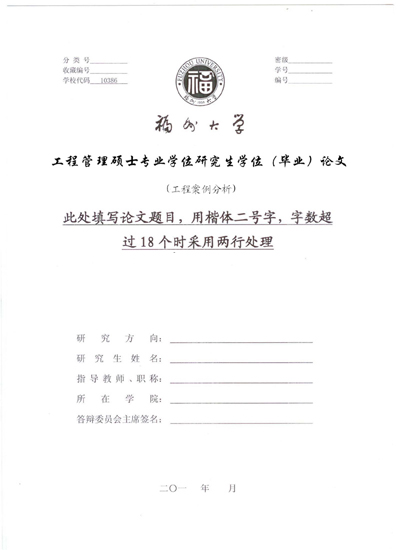 分 类 号
密级
收藏编号
学号
学校代码 10386
编号
FUZHOU UNIVERSITY
福
福州大学
工程管理硕士专业学位研究生学位（毕业）论文
（工程案例分析）
此处填写论文题目，用楷体二号字，字数超
过 18 个时采用两行处理
研 究 方 向：
研 究 生 姓 名：
指 导 教 师、职 称：
所 在 学 院：
答辩委员会主席签名：
二〇一 年 月